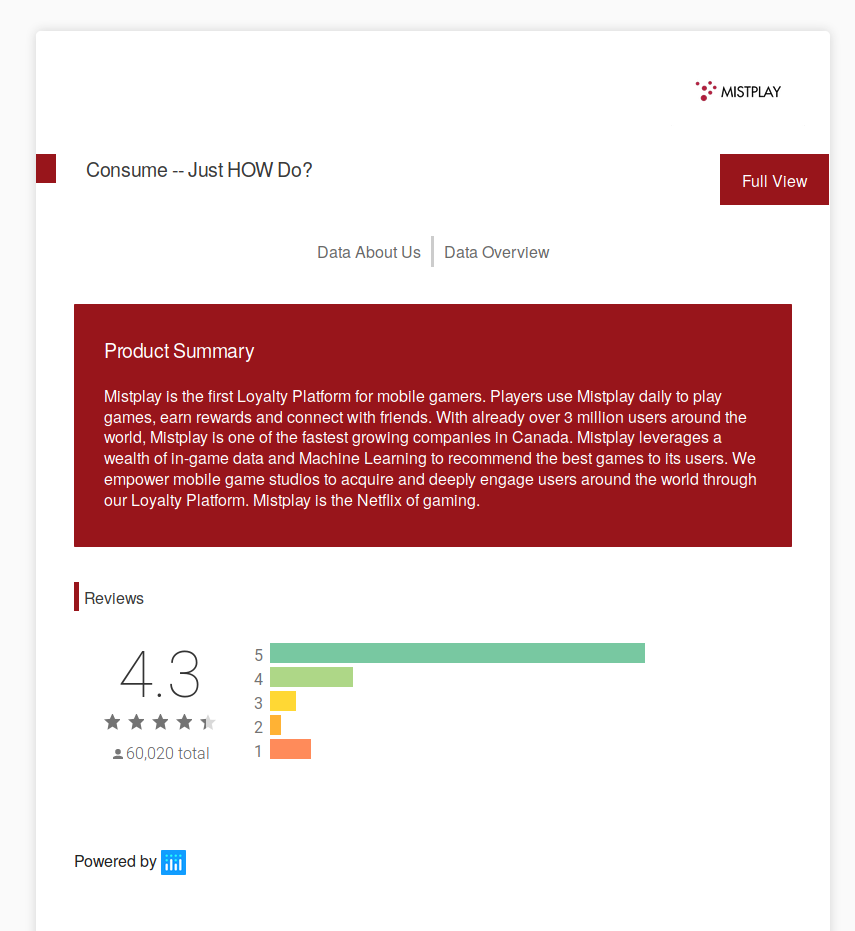 MISTPLAY
Consume -- Just HOW Do?
Full View
Data About Us
Data Overview
Product Summary
Mistplay is the first Loyalty Platform for mobile gamers. Players use Mistplay daily to play
games, earn rewards and connect with friends. With already over 3 million users around the
world, Mistplay is one of the fastest growing companies in Canada. Mistplay leverages a
wealth of in-game data and Machine Learning to recommend the best games to its users. We
empower mobile game studios to acquire and deeply engage users around the world through
our Loyalty Platform. Mistplay is the Netflix of gaming.
Reviews
4.3
60,020 total
5
4
3
2
1
Powered by